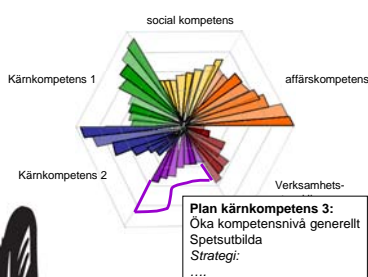 social kompetens
Kärnkompetens 1
affärskompetens
Kärnkompetens 2
Verksamhets-
Plan kärnkompetens 3:
Öka kompetensnivå generellt
Spetsutbilda
Strategi:
....